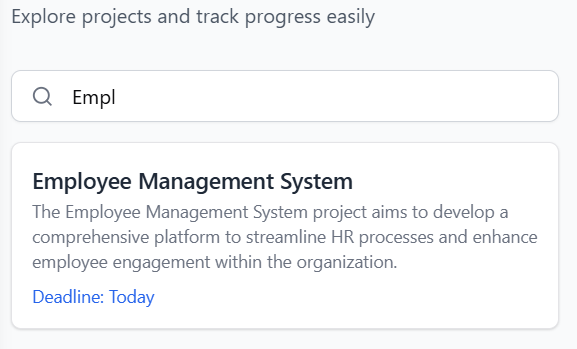 Explore projects and track progress easily
Empl
Employee Management System
The Employee Management System project aims to develop a
comprehensive platform to streamline HR processes and enhance
employee engagement within the organization.
Deadline: Today